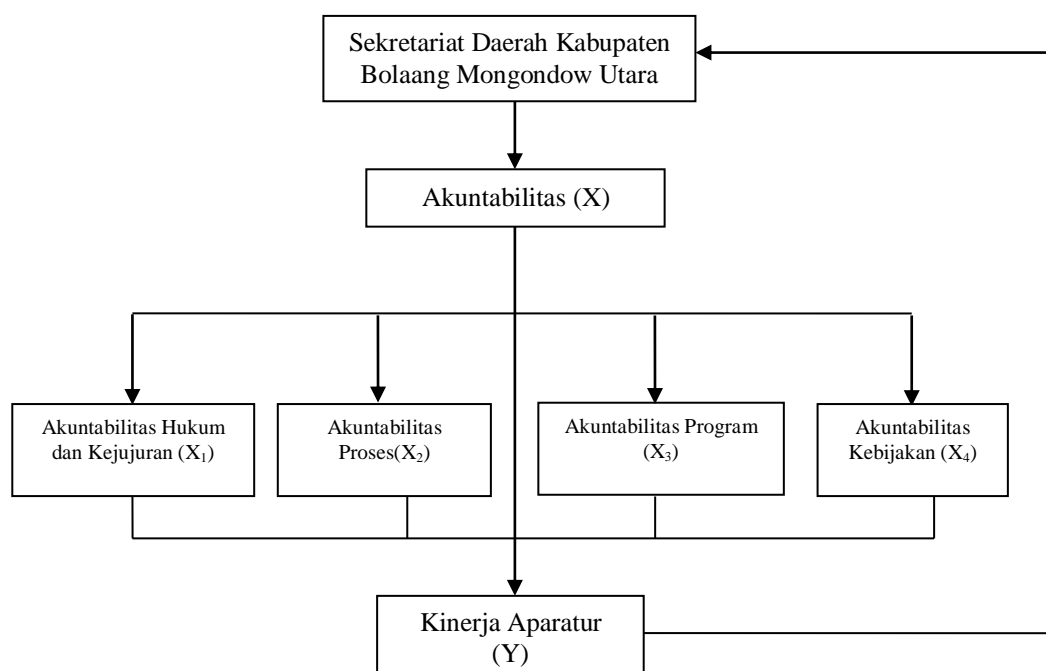 Sekretariat Daerah Kabupaten
Bolaang Mongondow Utara
Akuntabilitas (X)
Akuntabilitas Hukum
dan Kejujuran (X₁)
Akuntabilitas
Proses(X₂)
Akuntabilitas Program
(X₃)
Akuntabilitas
Kebijakan (X₄)
Kinerja Aparatur
(Y)